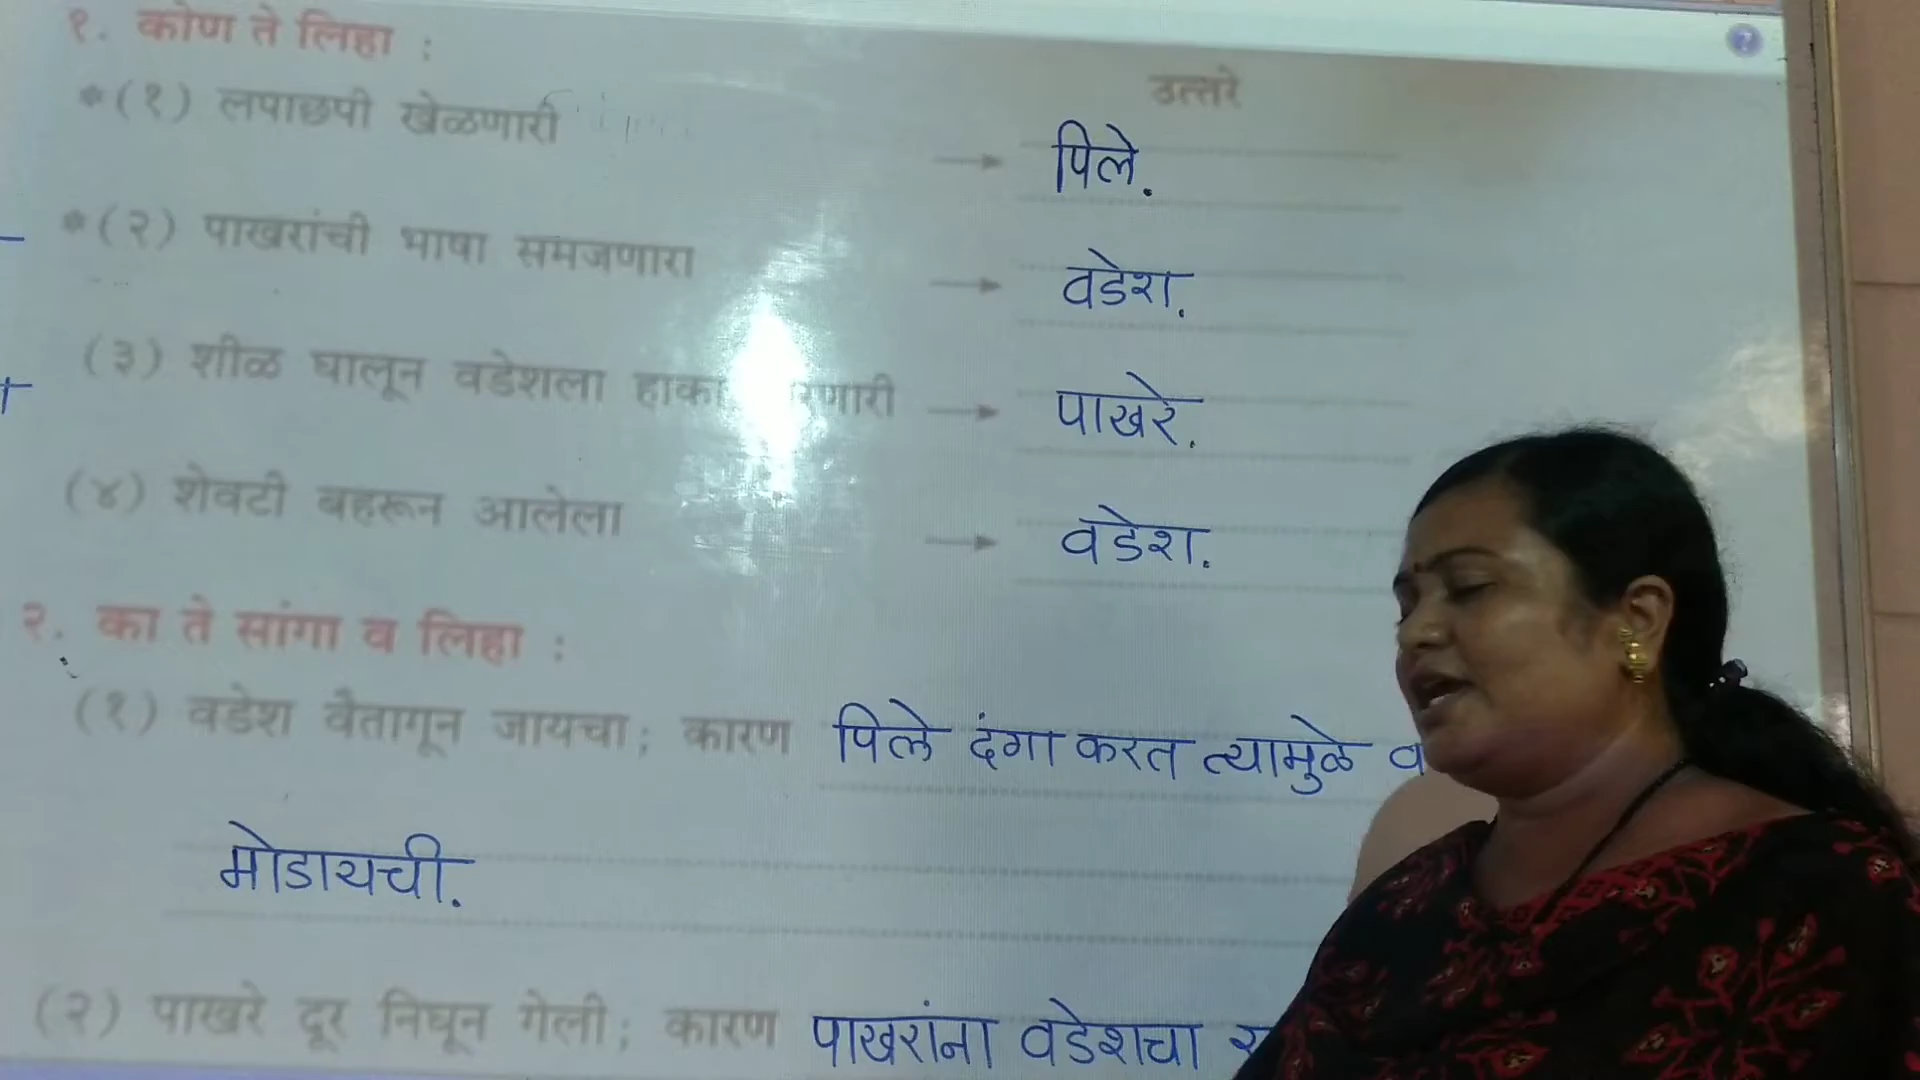 १. कोण ते लिहा :
उत्तरे
*(१) लपाछपी खेळणारी → पिले.
*(२) पाखरांची भाषा समजणारा → वडेश.
(३) शीळ घालून वडेशला → पाखरे.
(४) शेवटी बहरून आलेला → वडेश.
२. का ते सांगा व लिहा :
(१) वडेश वैतागून जायचा; कारण पिले दंगा करत त्यामुळे
मोडायची.
(२) पाखरे दूर निघून गेली; कारण पाखरांना वडेशचा